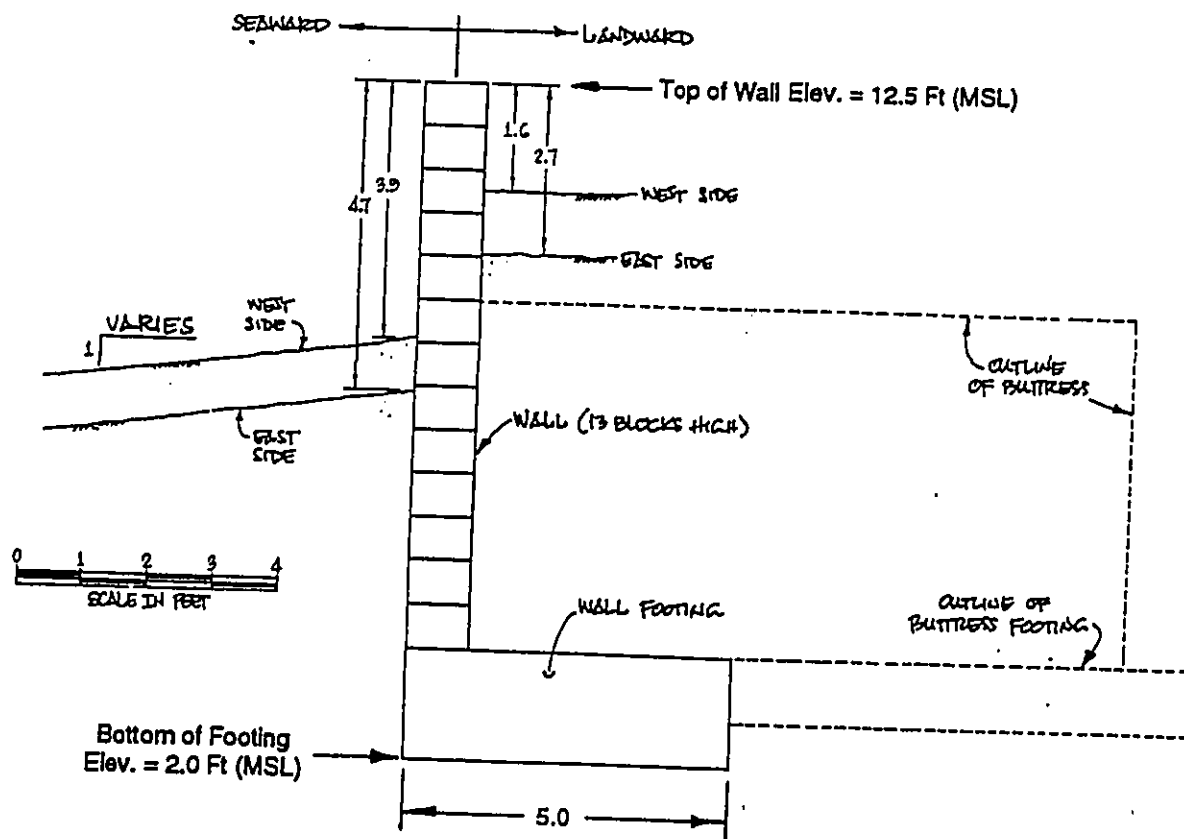 SEAWARD
LANDWARD
Top of Wall Elev. = 12.5 Ft (MSL)
1.6
2.7
3.9
4.7
WEST SIDE
EAST SIDE
WEST
SIDE
VARIES
1
EAST
SIDE
OUTLINE
OF BUTTRESS
WALL (13 BLOCKS HIGH)
0 1 2 3 4
SCALE IN FEET
WALL FOOTING
OUTLINE OF
BUTTRESS FOOTING
Bottom of Footing
Elev. = 2.0 Ft (MSL)
5.0